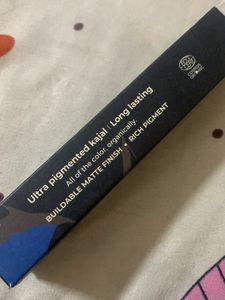 Ultra pigmented kajal | Long lasting
All of the color, organically.
BUILDABLE MATTE FINISH • RICH PIGMENT